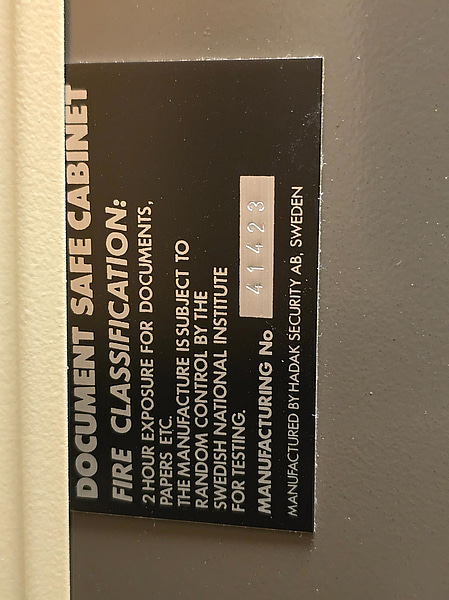 DOCUMENT SAFE CABINET
FIRE CLASSIFICATION:
2 HOUR EXPOSURE FOR DOCUMENTS,
PAPERS ETC.
THE MANUFACTURE IS SUBJECT TO
RANDOM CONTROL BY THE
SWEDISH NATIONAL INSTITUTE
FOR TESTING.
MANUFACTURING No 41423
MANUFACTURED BY HADAK SECURITY AB, SWEDEN